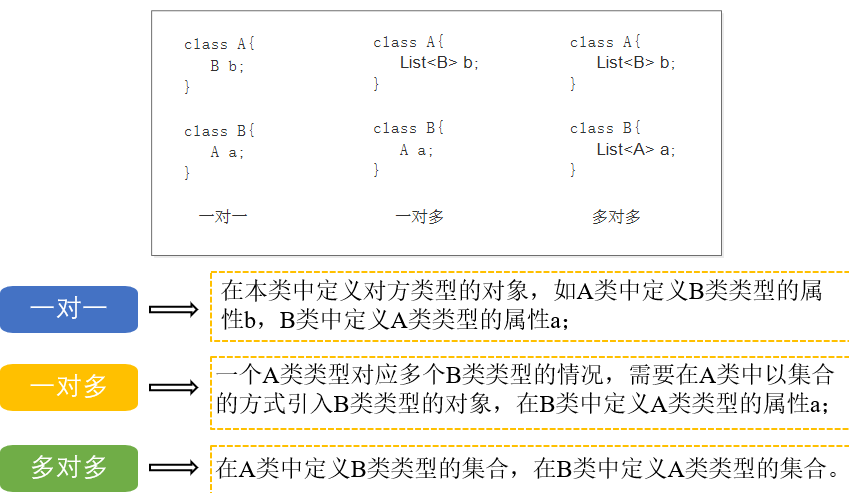 class A{
B b;
}
class B{
A a;
}
一对一
class A{
List<B> b;
}
class B{
A a;
}
一对多
class A{
List<B> b;
}
class B{
List<A> a;
}
多对多
一对一
在本类中定义对方类型的对象，如A类中定义B类类型的属
性b，B类中定义A类类型的属性a；
一对多
一个A类类型对应多个B类类型的情况，需要在A类中以集合
的方式引入B类类型的对象，在B类中定义A类类型的属性a；
多对多
在A类中定义B类类型的集合，在B类中定义A类类型的集合。